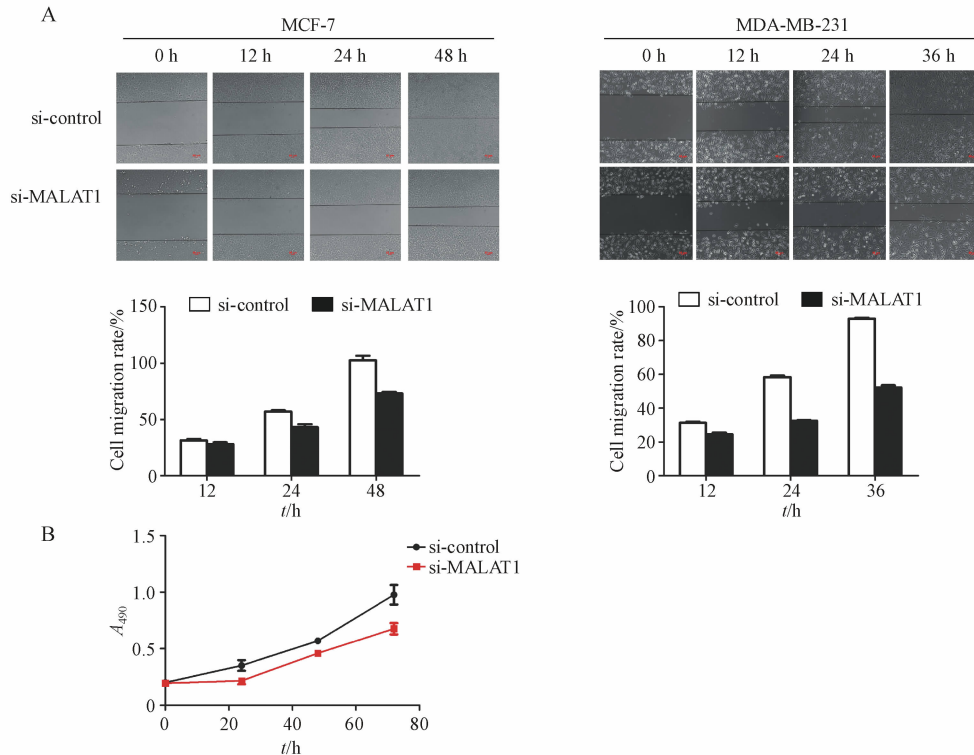 A
MCF-7
0 h 12 h 24 h 48 h
MDA-MB-231
0 h 12 h 24 h 36 h
si-control
si-MALAT1
si-control si-MALAT1
Cell migration rate/%
150
100
50
0
12 24 48
t/h
si-control si-MALAT1
Cell migration rate/%
100
80
60
40
20
0
12 24 36
t/h
B
si-control
si-MALAT1
A490
1.5
1.0
0.5
0
0 20 40 60 80
t/h